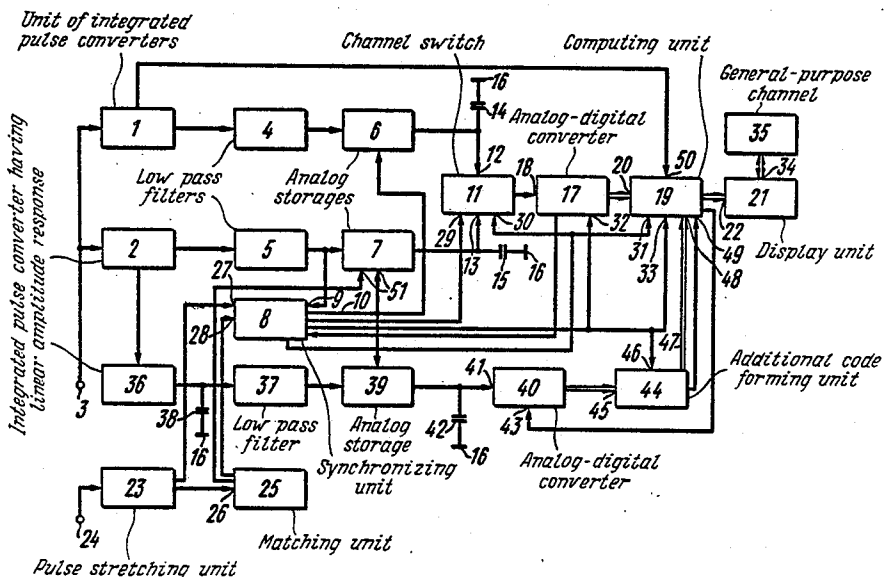 Unit of integrated
pulse converters
Channel switch
Computing unit
General-purpose
channel
Analog-digital
converter
16
14
50
35
34
1
4
6
12
18
20
11
17
19
21
22
Low pass
filters
Analog
storages
29
30
32
31
33
49
48
Display unit
2
5
7
13
15
16
27
28
9
10
51
8
47
46
Integrated pulse converter having
linear amplitude response
3
36
38
16
37
39
41
40
43
42
16
45
44
Additional code
forming unit
Low pass
filter
Analog
storage
Synchronizing
unit
Analog-digital
converter
23
24
26
25
Matching unit
Pulse stretching unit